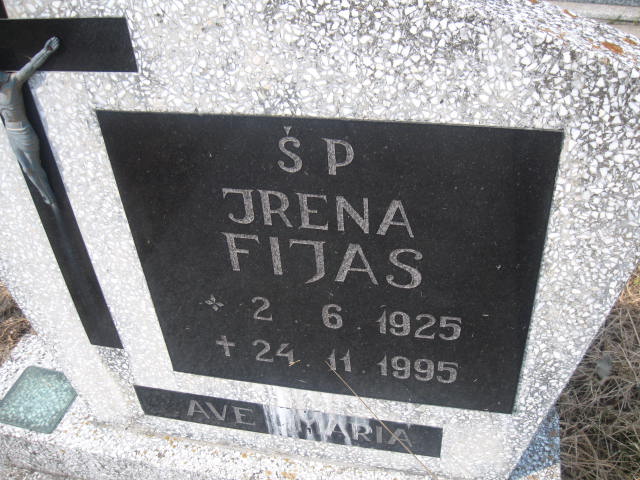 Ś P
JRENA
FIJAS
2 6 1925
24 11 1995
AVE MARIA